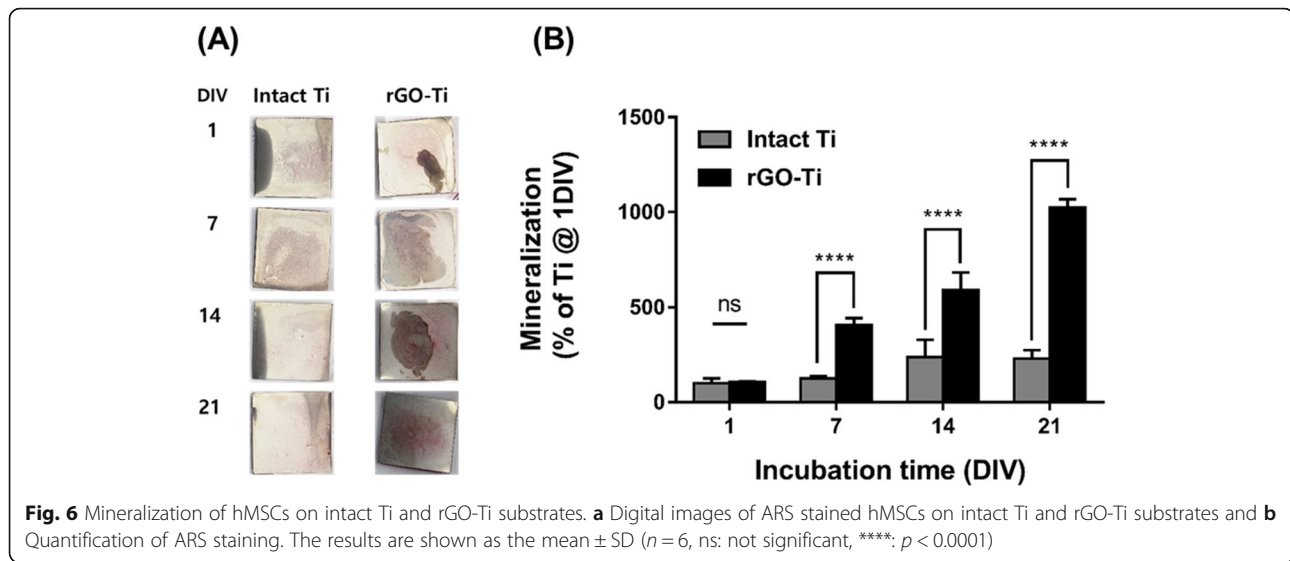 (A)
DIV Intact Ti rGO-Ti
1
7
14
21
(B)
Mineralization
(% of Ti @ 1DIV)
1500
1000
500
0
Intact Ti
rGO-Ti
ns
****
****
****
1 7 14 21
Incubation time (DIV)
Fig. 6 Mineralization of hMSCs on intact Ti and rGO-Ti substrates. a Digital images of ARS stained hMSCs on intact Ti and rGO-Ti substrates and b
Quantification of ARS staining. The results are shown as the mean ± SD (n = 6, ns: not significant, ****: p < 0.0001)